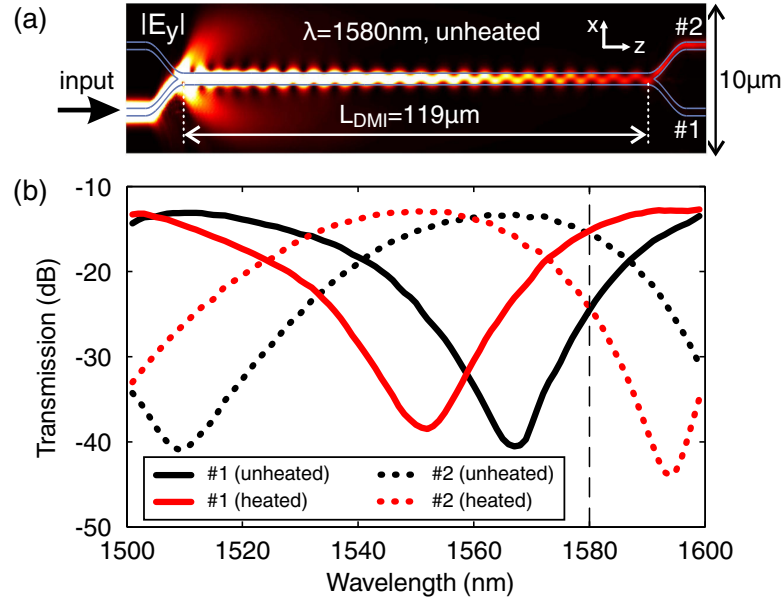 (a)
|Ey|
λ=1580nm, unheated
x
z
#2
input
10μm
LDMI=119μm
#1
(b)
-10
-20
-30
-40
-50
Transmission (dB)
#1 (unheated)
#2 (unheated)
#1 (heated)
#2 (heated)
1500
1520
1540
1560
1580
1600
Wavelength (nm)